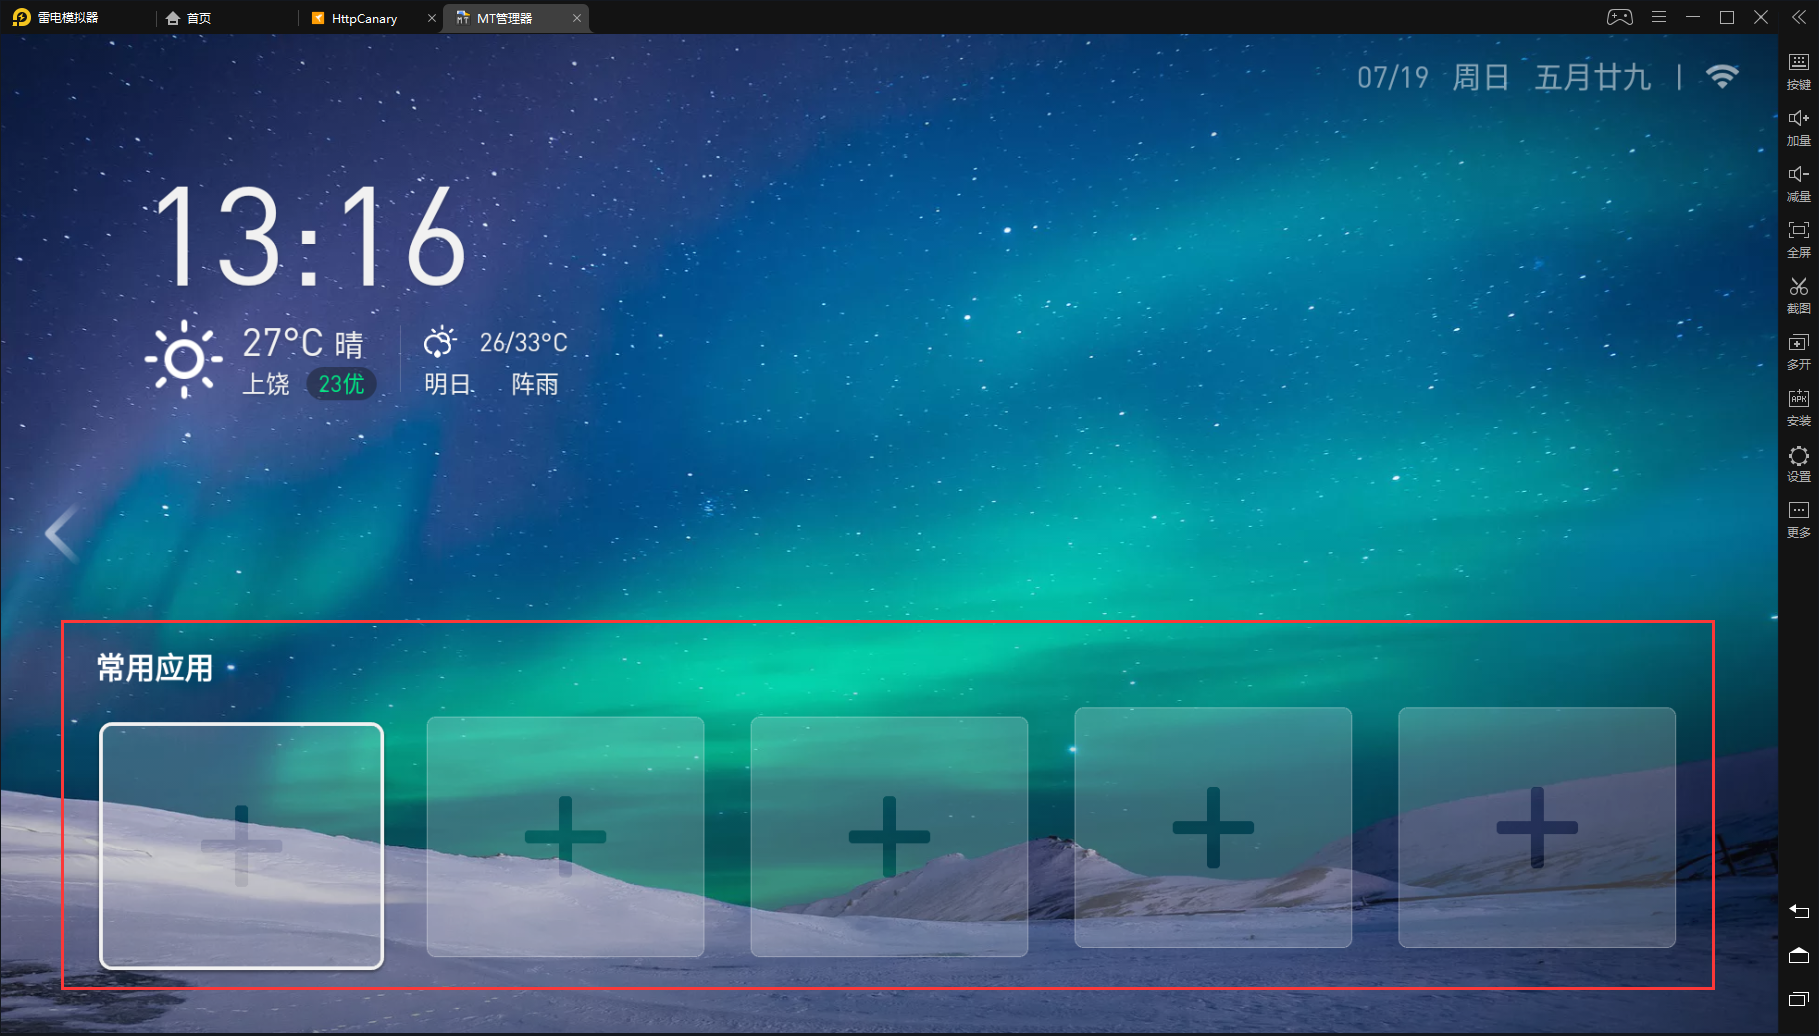 雷电模拟器
首页
HttpCanary
MT管理器
07/19 周日 五月廿九
13:16
27°C 晴
26/33°C
上饶 23优
明日 阵雨
常用应用
按键
加量
减量
全屏
截图
多开
APK
安装
设置
更多